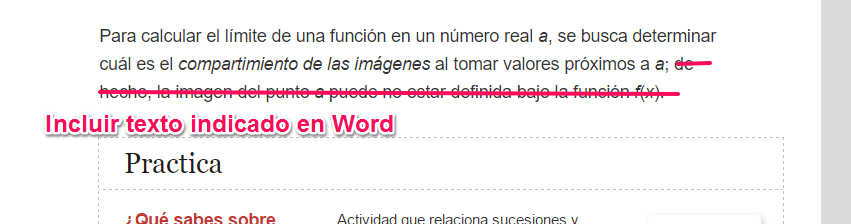 Para calcular el límite de una función en un número real a, se busca determinar
cuál es el compartimiento de las imágenes al tomar valores próximos a a; de
hecho, la imagen del punto a puede no estar definida bajo la función f(x).
Incluir texto indicado en Word
Practica
¿Qué sabes sobre
Actividad que relaciona sucesiones y